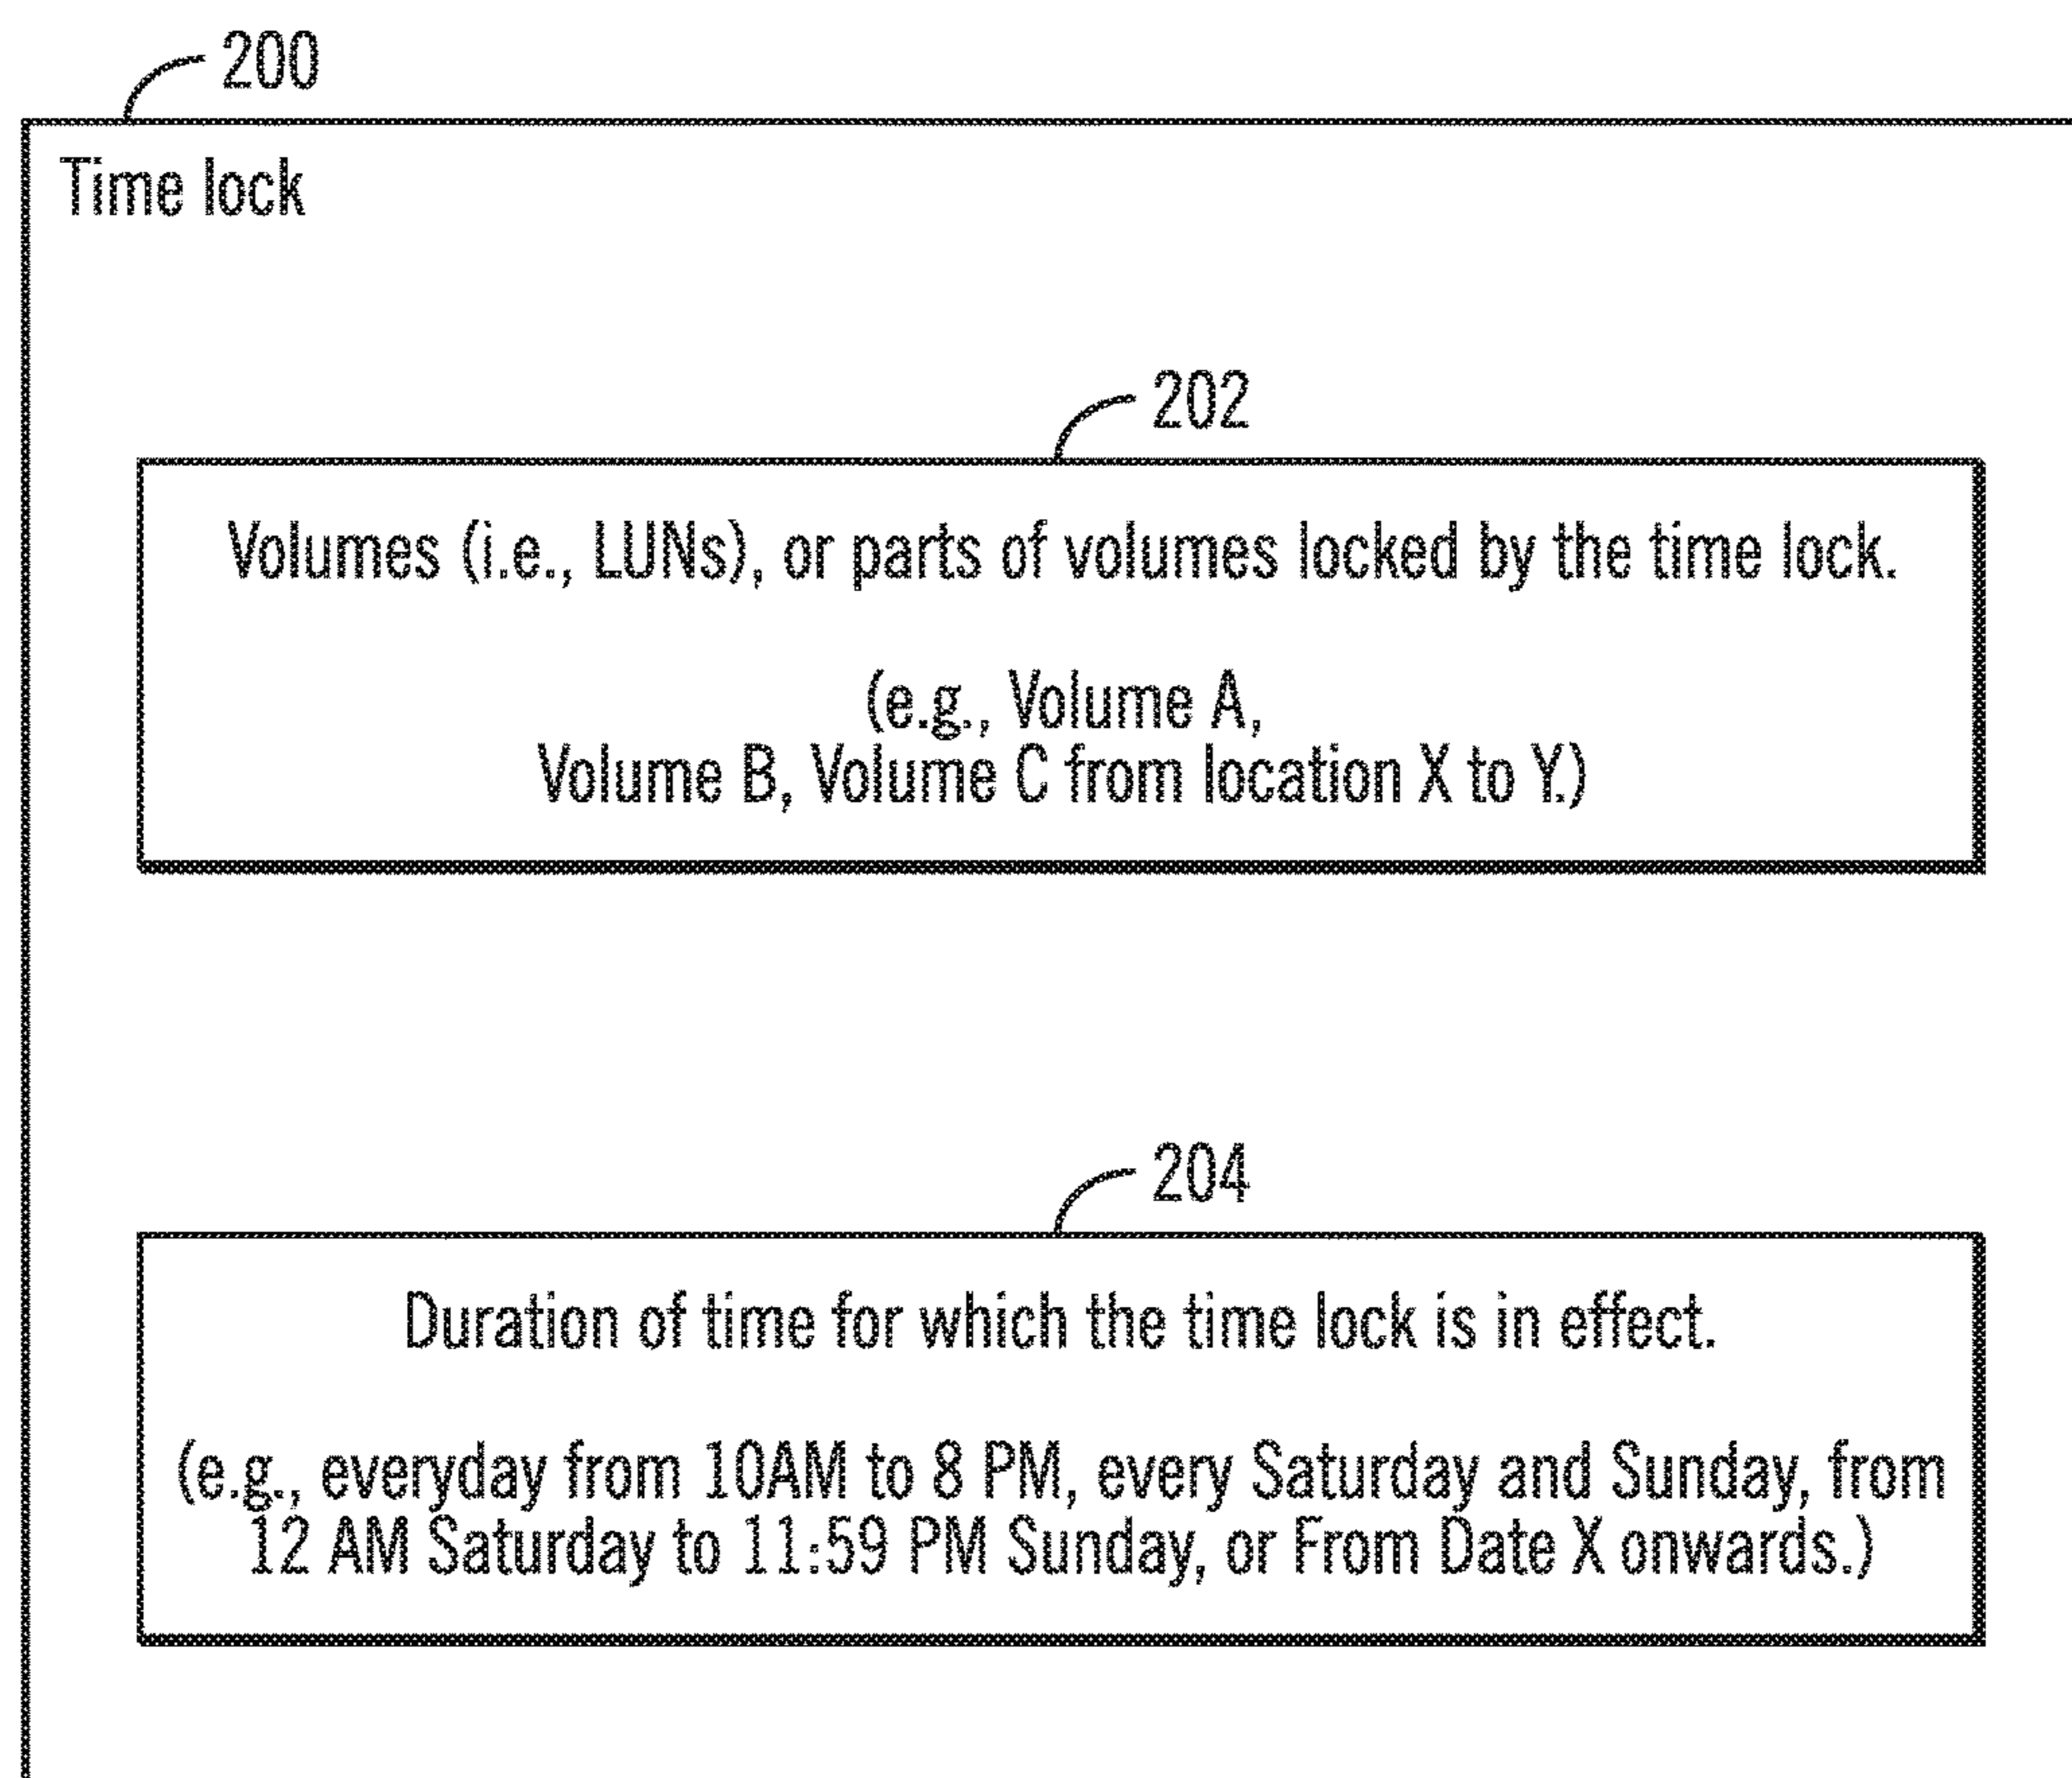 200
Time lock
202
Volumes (i.e., LUNs), or parts of volumes locked by the time lock.
(e.g., Volume A,
Volume B, Volume C from location X to Y.)
204
Duration of time for which the time lock is in effect.
(e.g., everyday from 10AM to 8 PM, every Saturday and Sunday, from
12 AM Saturday to 11:59 PM Sunday, or From Date X onwards.)